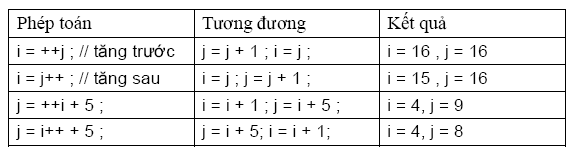 Phép toán Tương đương Kết quả
i = ++j ; // tăng trước j = j + 1 ; i = j ; i = 16 , j = 16
i = j++ ; // tăng sau i = j ; j = j + 1 ; i = 15 , j = 16
j = ++i + 5 ; i = i + 1 ; j = i + 5 ; i = 4, j = 9
j = i++ + 5 ; j = i + 5; i = i + 1; i = 4, j = 8